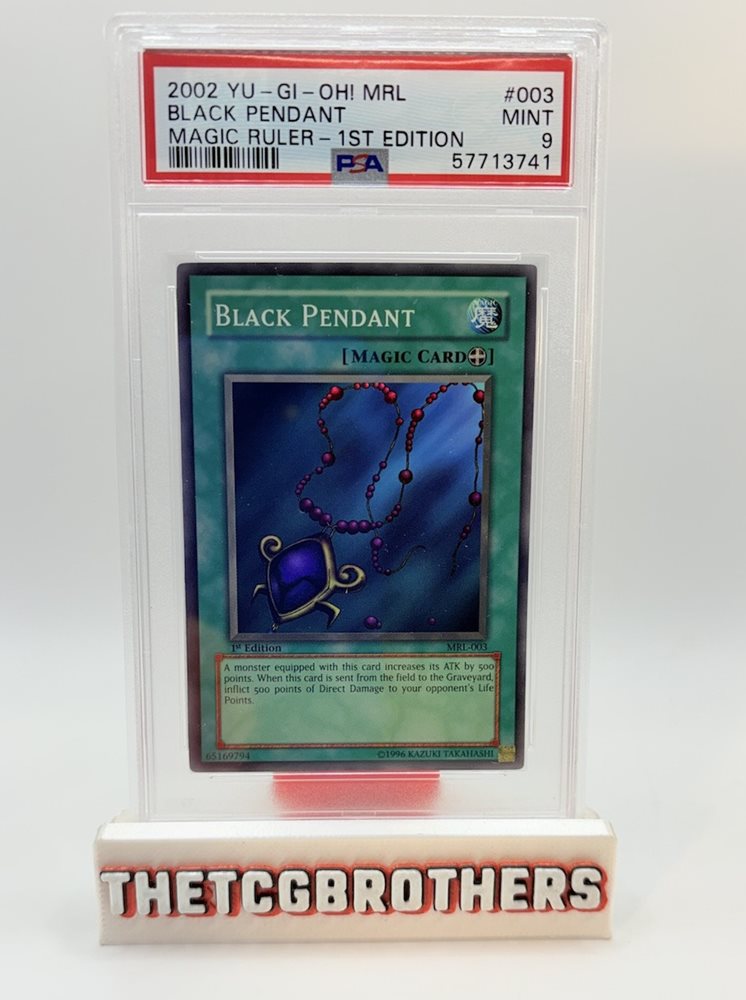 2002 YU-GI-OH! MRL #003
BLACK PENDANT MINT
MAGIC RULER-1ST EDITION 9
PSA 57713741
BLACK PENDANT
MAGIC
魔
[MAGIC CARD]
1st Edition MRL-003
A monster equipped with this card increases its ATK by 500
points. When this card is sent from the field to the Graveyard,
inflict 500 points of Direct Damage to your opponent's Life
Points.
65169794 ©1996 KAZUKI TAKAHASHI
THETCGBROTHERS